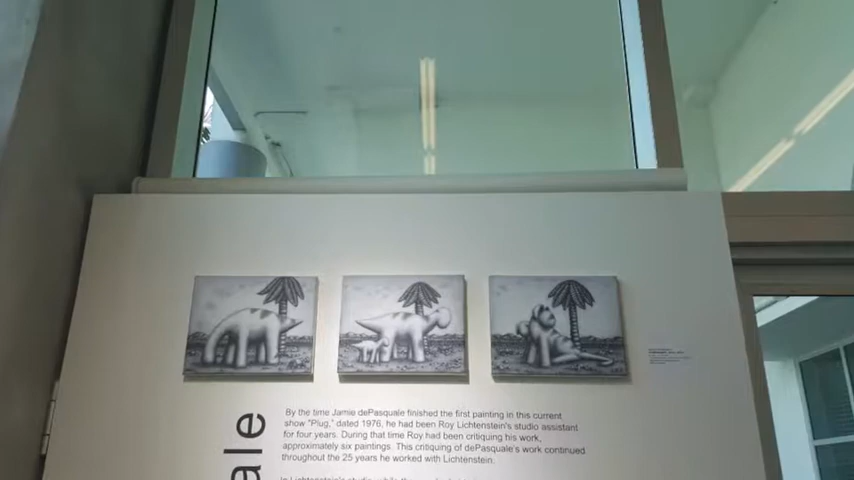 By the time Jamie dePasquale finished the first painting in this current
show "Plug," dated 1976, he had been Roy Lichtenstein's studio assistant
for four years. During that time Roy had been critiquing his work,
approximately six paintings. This critiquing of dePasquale's work continued
throughout the 25 years he worked with Lichtenstein.
ale